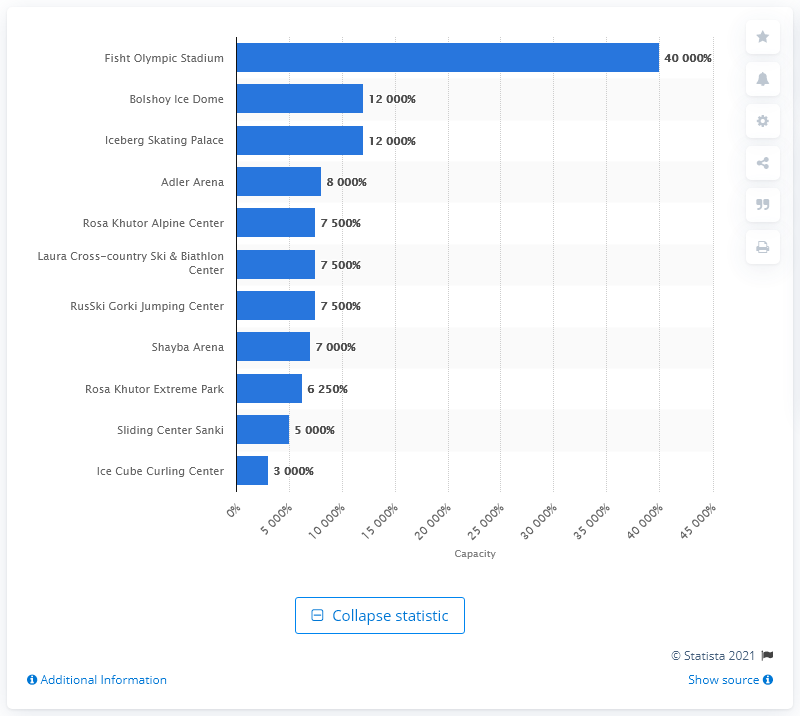 Fisht Olympic Stadium 40 000%
Bolshoy Ice Dome 12 000%
Iceberg Skating Palace 12 000%
Adler Arena 8 000%
Rosa Khutor Alpine Center 7 500%
Laura Cross-country Ski & Biathlon
Center 7 500%
RusSki Gorki Jumping Center 7 500%
Shayba Arena 7 000%
Rosa Khutor Extreme Park 6 250%
Sliding Center Sanki 5 000%
Ice Cube Curling Center 3 000%
0% 5 000% 10 000% 15 000% 20 000% 25 000% 30 000% 35 000% 40 000% 45 000%
Capacity
Collapse statistic
© Statista 2021
Additional Information Show source